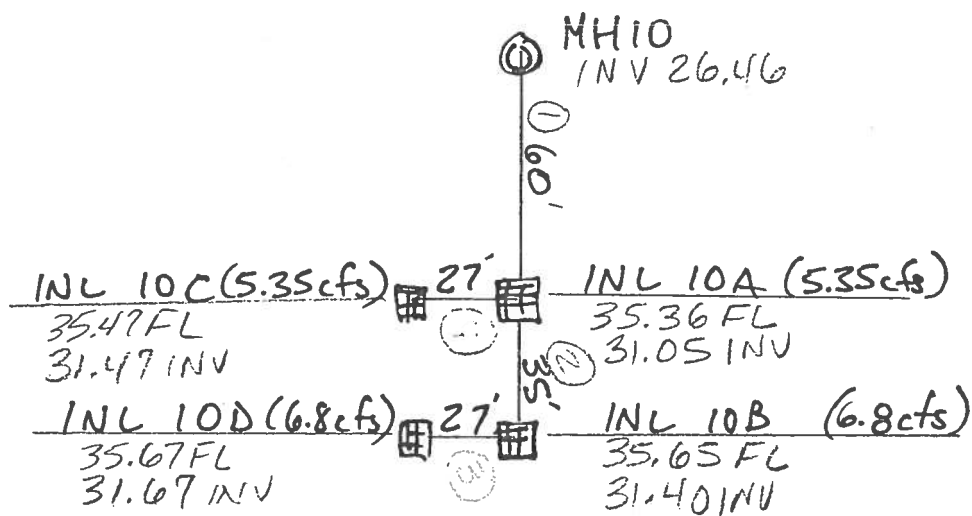 MH10
INV 26.46
1
60'
INL 10C (5.35cfs)
27'
INL 10A (5.35cfs)
35.47 FL
31.47 INV
35.36 FL
31.05 INV
2
35'
INL 10D (6.8cfs)
27'
INL 10B (6.8cfs)
35.67 FL
31.67 INV
35.65 FL
31.40 INV
3